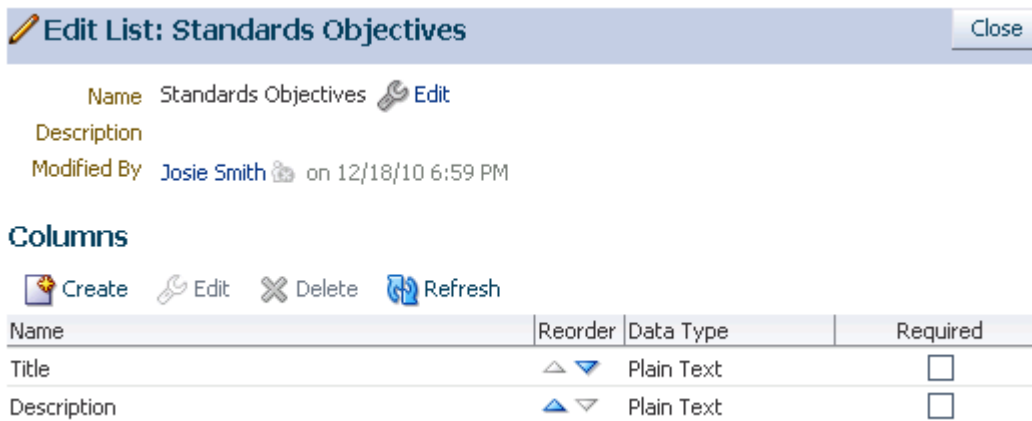 Edit List: Standards Objectives Close
Name Standards Objectives Edit
Description
Modified By Josie Smith on 12/18/10 6:59 PM
Columns
Create Edit Delete Refresh
Name Reorder Data Type Required
Title Plain Text
Description Plain Text